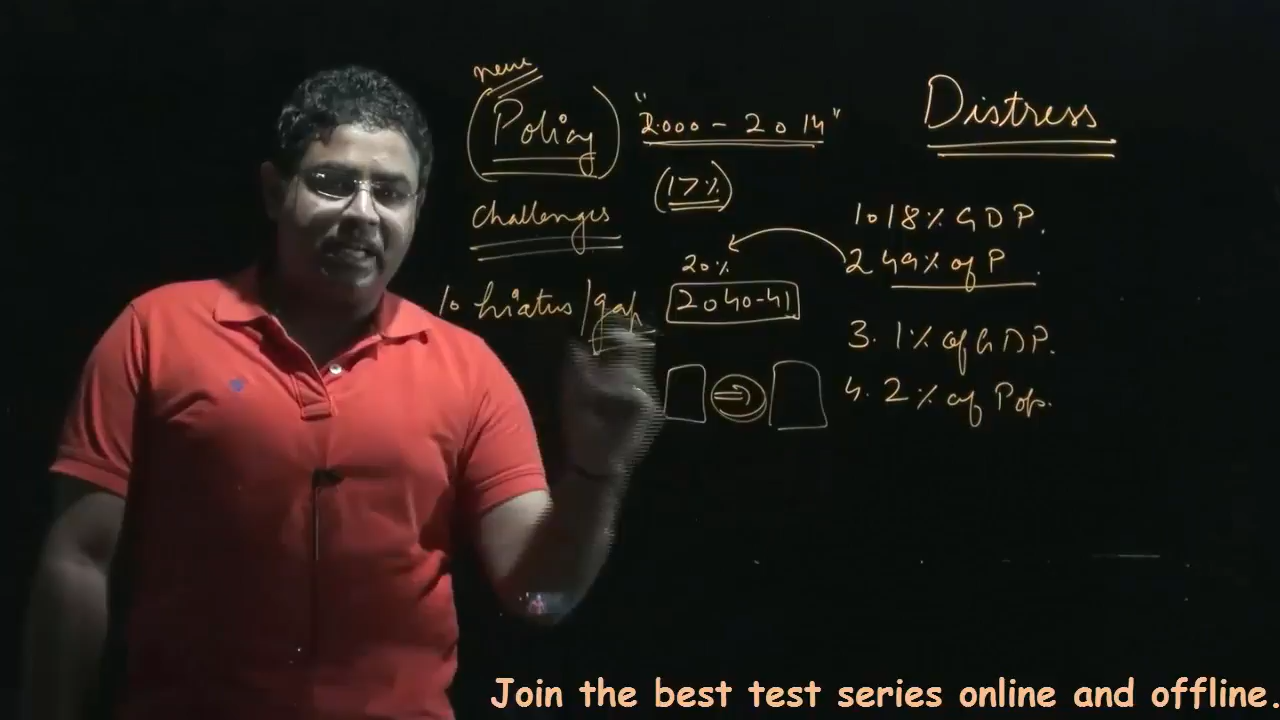 new
(Policy) "2000 - 2014"
(17%)
Challenges
20%
1. hiatus/gap 2040-41
Distress
1. 18% GDP.
2 49% of P.
3. 1% of GDP.
4. 2% of Pop.
Join the best test series online and offline.